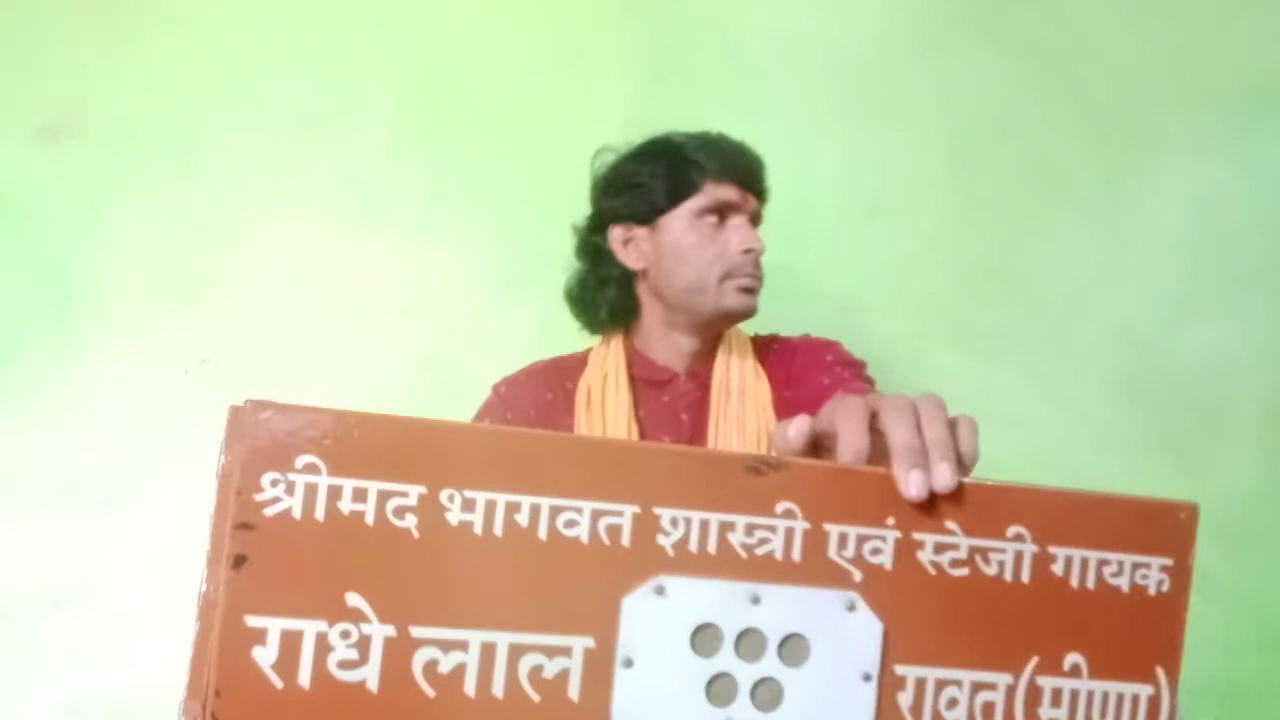 श्रीमद भागवत शास्त्री एवं स्टेजी गायक
राधे लाल रावत (मीणा)